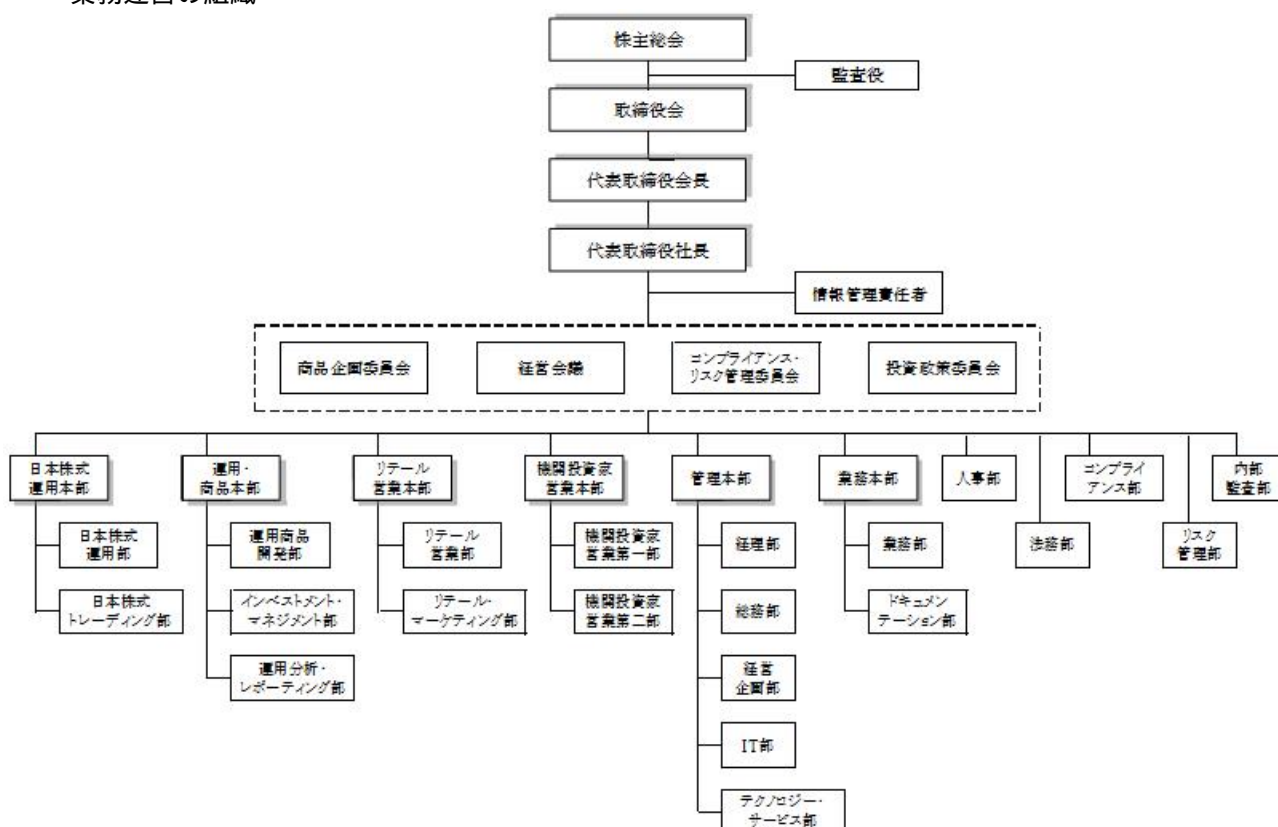 業務運営の組織
株主総会
監査役
取締役会
代表取締役会長
代表取締役社長
情報管理責任者
商品企画委員会
経営会議
コンプライアンス・
リスク管理委員会
投資政策委員会
日本株式
運用本部
運用・
商品本部
リテール
営業本部
機関投資家
営業本部
管理本部
業務本部
人事部
コンプライ
アンス部
内部
監査部
日本株式
運用部
運用商品
開発部
リテール
営業部
機関投資家
営業第一部
経理部
業務部
法務部
リスク
管理部
日本株式
トレーディング部
インベストメント・
マネジメント部
リテール・
マーケティング部
機関投資家
営業第二部
総務部
ドキュメン
テーション部
運用分析・
レポーティング部
経営
企画部
IT部
テクノロジー・
サービス部